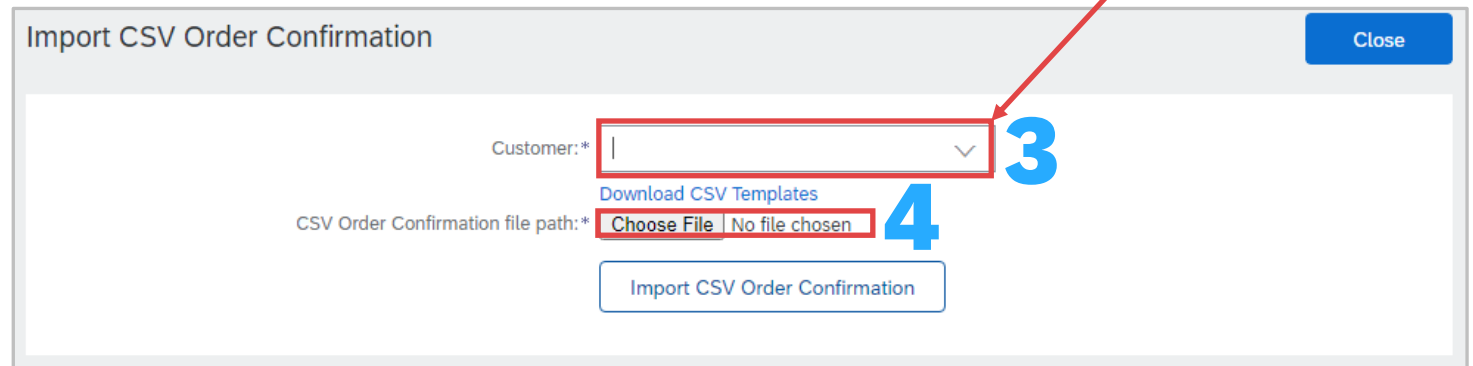 Import CSV Order Confirmation
Close
Customer:*
3
Download CSV Templates
CSV Order Confirmation file path:* Choose File No file chosen
4
Import CSV Order Confirmation